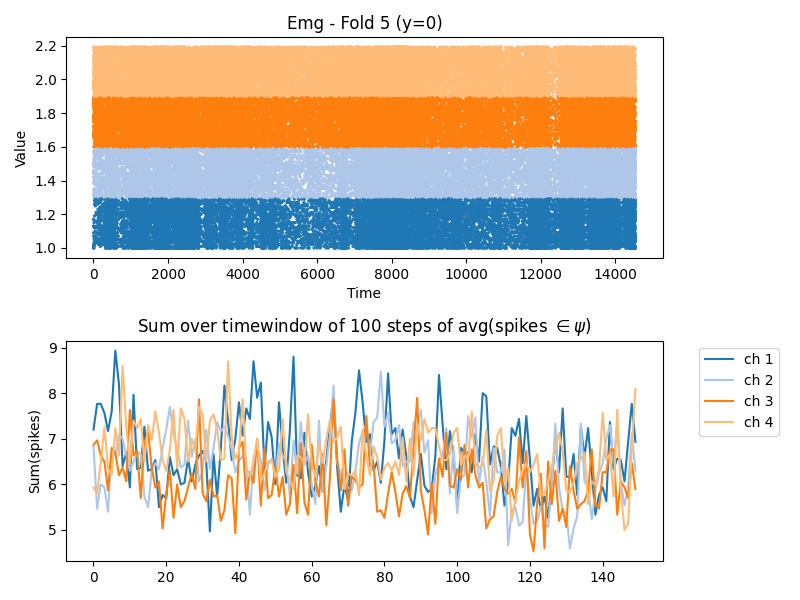 Emg - Fold 5 (y=0)
2.2
2.0
1.8
1.6
1.4
1.2
1.0
Value
0 2000 4000 6000 8000 10000 12000 14000
Time
Sum over timewindow of 100 steps of avg(spikes ∈ ψ)
9
8
7
6
5
Sum(spikes)
0 20 40 60 80 100 120 140
ch 1
ch 2
ch 3
ch 4